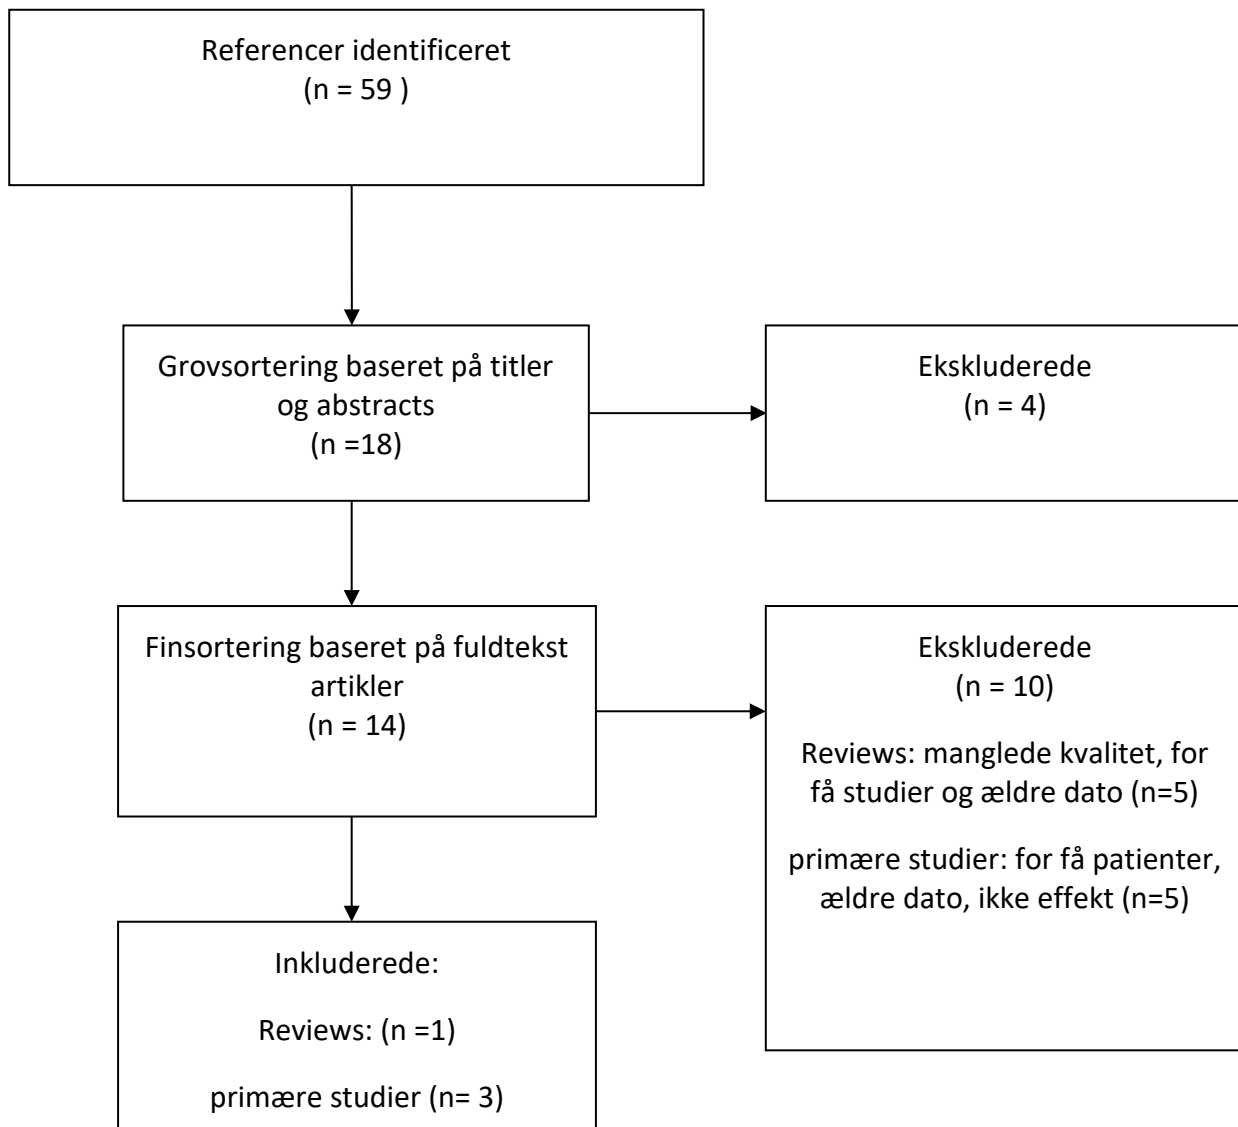 Referencer identificeret
(n = 59 )
Grovsortering baseret på titler
og abstracts
(n =18)
Ekskluderede
(n = 4)
Finsortering baseret på fuldtekst
artikler
(n = 14)
Ekskluderede
(n = 10)
Reviews: manglede kvalitet, for
få studier og ældre dato (n=5)
primære studier: for få patienter,
ældre dato, ikke effekt (n=5)
Inkluderede:
Reviews: (n =1)
primære studier (n= 3)